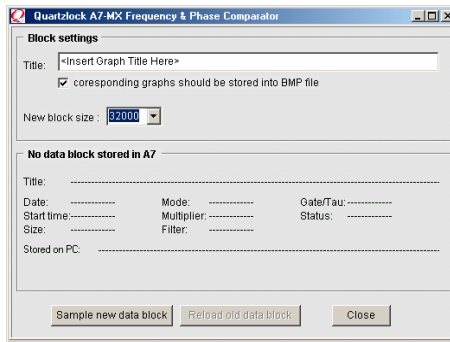 Quartzlock A7-MX Frequency & Phase Comparator
Block settings
Title: <Insert Graph Title Here>
coresponding graphs should be stored into BMP file
New block size : 32000
No data block stored in A7
Title: --------------------------------------------------------------------------------
Date: ------------- Mode: ------------- Gate/Tau: -------------
Start time: ------------- Multiplier: ------------- Status: -------------
Size: ------------- Filter: -------------
Stored on PC: --------------------------------------------------------------------------------
Sample new data block Reload old data block Close